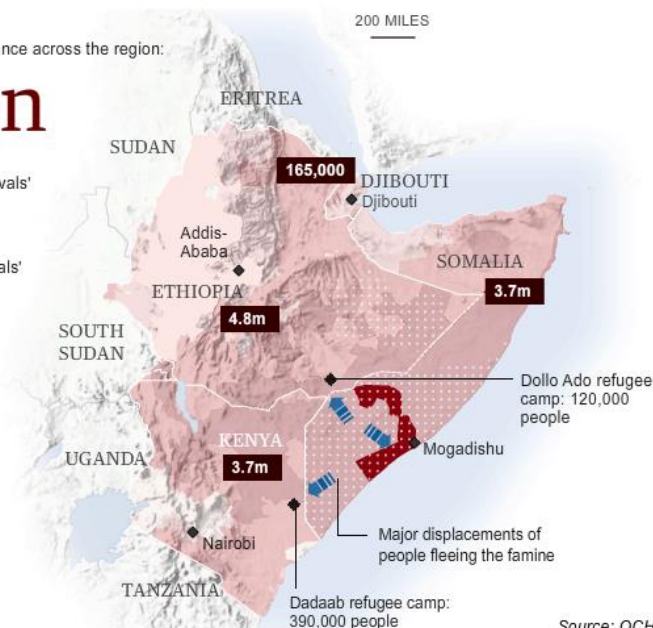 200 MILES
nce across the region:
n
ERITREA
SUDAN
vals'
165,000
DJIBOUTI
Djibouti
Addis-
Ababa
als'
SOMALIA
ETHIOPIA
3.7m
4.8m
SOUTH
SUDAN
Dollo Ado refugee
camp: 120,000
people
KENYA
Mogadishu
UGANDA
3.7m
Major displacements of
people fleeing the famine
Nairobi
TANZANIA
Dadaab refugee camp:
390,000 people
Source: OCH